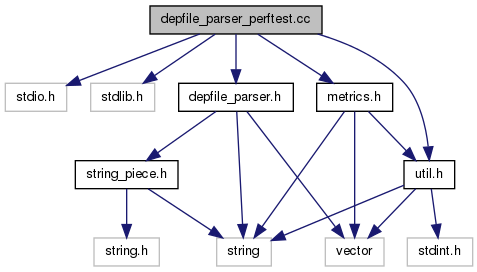 depfile_parser_perftest.cc
stdio.h
stdlib.h
depfile_parser.h
metrics.h
string_piece.h
util.h
string.h
string
vector
stdint.h